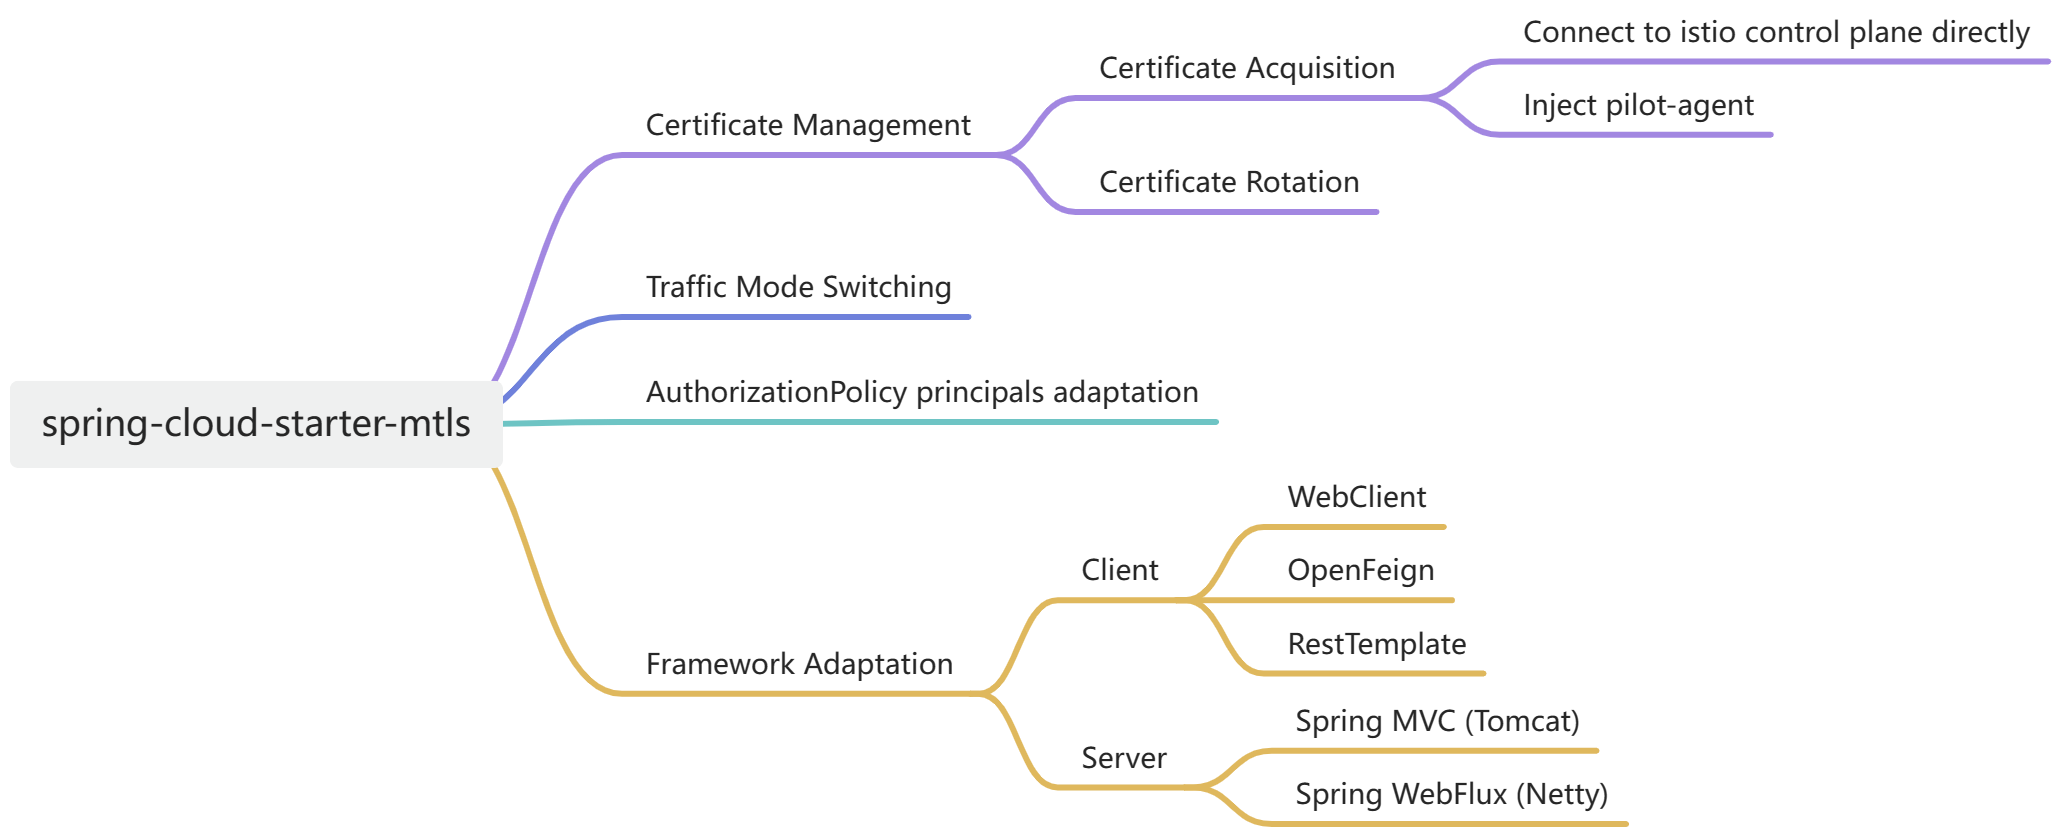 Connect to istio control plane directly
Certificate Acquisition
Inject pilot-agent
Certificate Management
Certificate Rotation
Traffic Mode Switching
AuthorizationPolicy principals adaptation
spring-cloud-starter-mtls
WebClient
Client
OpenFeign
RestTemplate
Framework Adaptation
Spring MVC (Tomcat)
Server
Spring WebFlux (Netty)